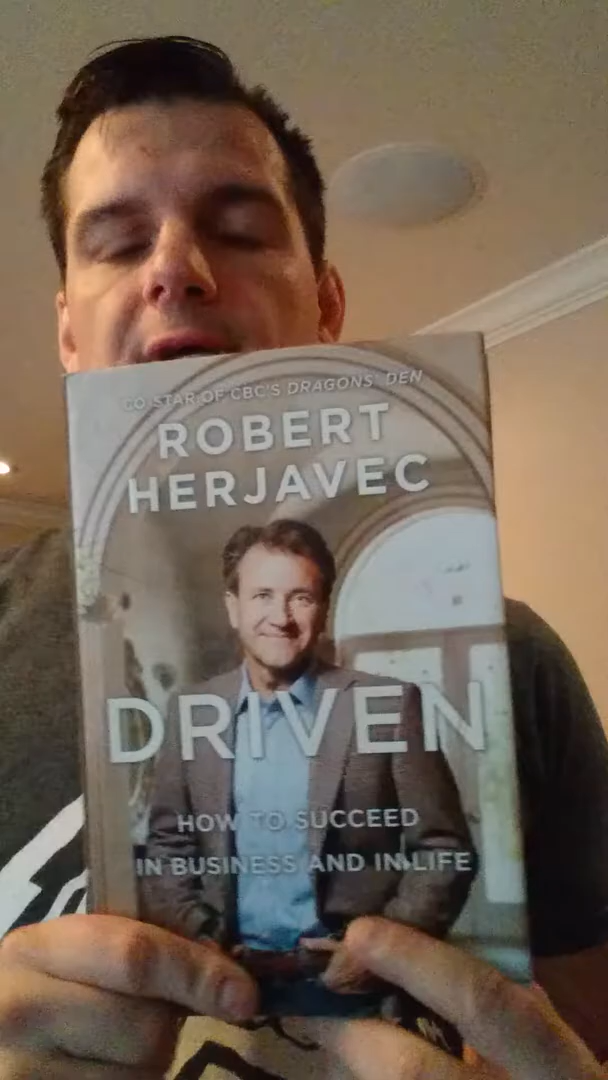 CO-STAR OF CBC'S DRAGONS' DEN
ROBERT
HERJAVEC
DRIVEN
HOW TO SUCCEED
IN BUSINESS AND IN LIFE